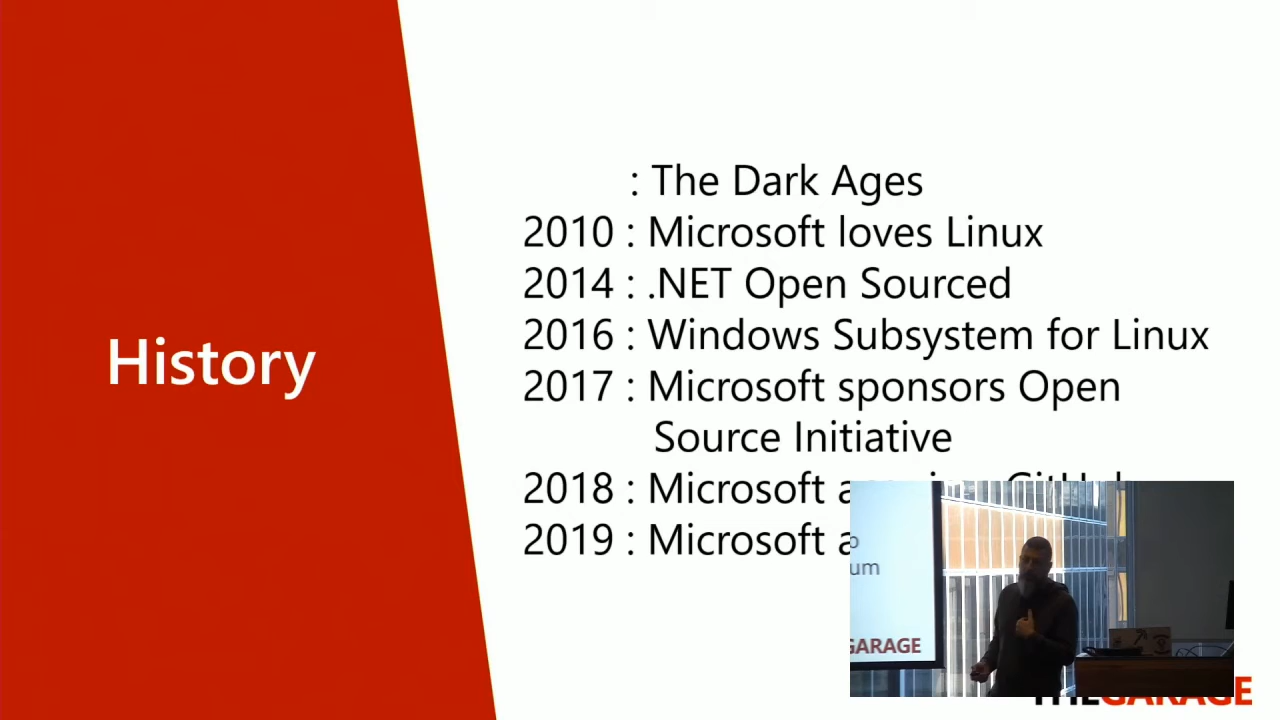 History
: The Dark Ages
2010 : Microsoft loves Linux
2014 : .NET Open Sourced
2016 : Windows Subsystem for Linux
2017 : Microsoft sponsors Open
Source Initiative
2018 : Microsoft GitHub
2019 : Microsoft
GARAGE
THEGARAGE